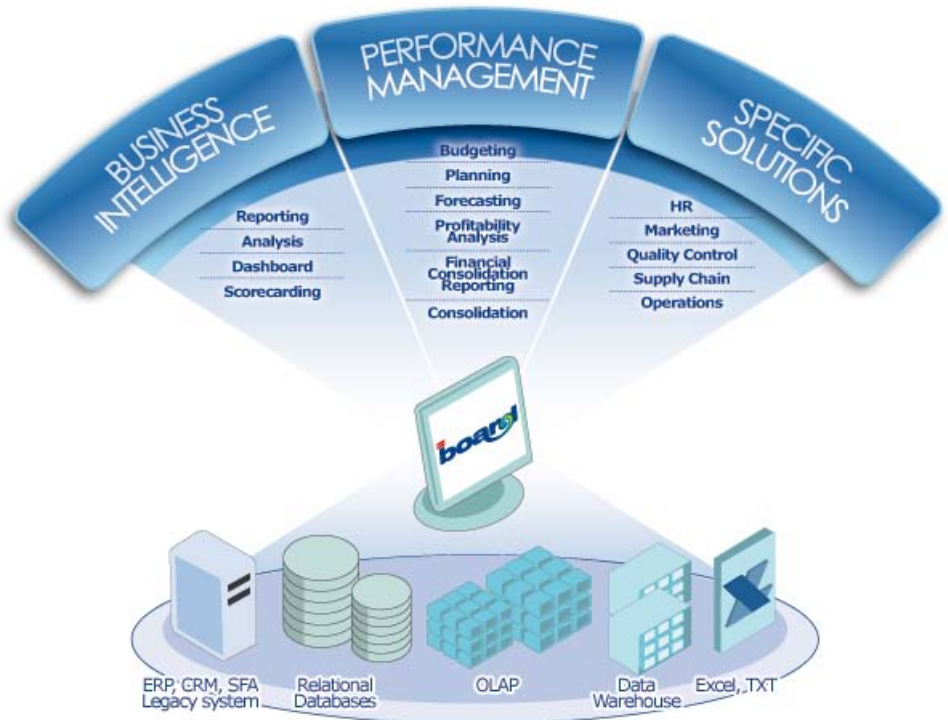 BUSINESS
INTELLIGENCE
PERFORMANCE
MANAGEMENT
SPECIFIC
SOLUTIONS
Reporting
Analysis
Dashboard
Scorecarding
Budgeting
Planning
Forecasting
Profitability
Analysis
Financial
Consolidation
Reporting
Consolidation
HR
Marketing
Quality Control
Supply Chain
Operations
board
ERP, CRM, SFA
Legacy system
Relational
Databases
OLAP
Data
Warehouse
Excel, TXT